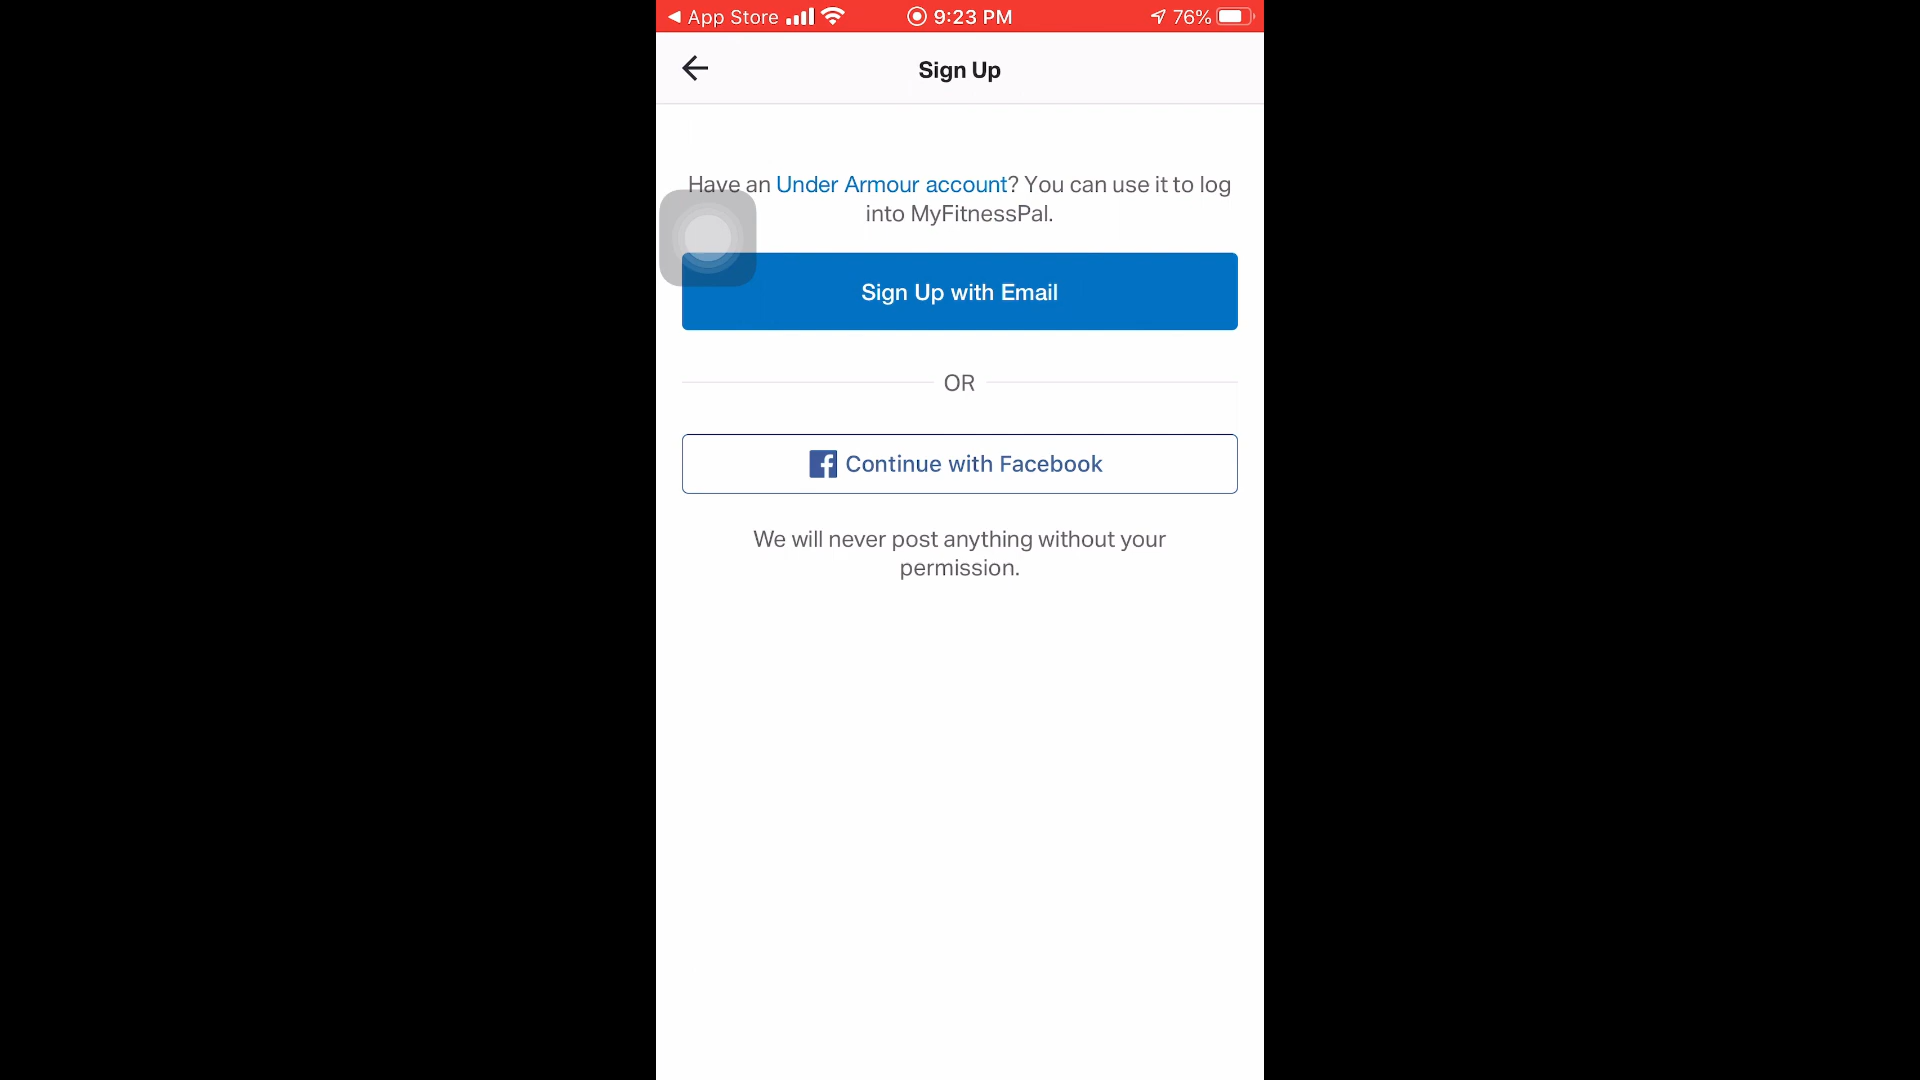 App Store 9:23 PM 76%
Sign Up
Have an Under Armour account? You can use it to log
into MyFitnessPal.
Sign Up with Email
OR
Continue with Facebook
We will never post anything without your
permission.